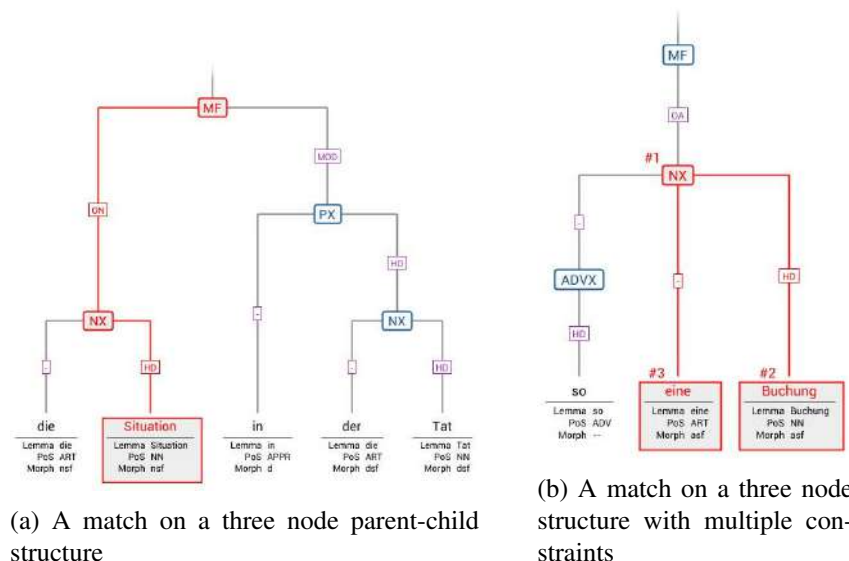 MF
MOD
ON
PX
-
HD
NX
NX
-
HD
-
HD
die
Situation
in
der
Tat
Lemma die
PoS ART
Morph nsf
Lemma Situation
PoS NN
Morph nsf
Lemma in
PoS APPR
Morph d
Lemma die
PoS ART
Morph dsf
Lemma Tat
PoS NN
Morph dsf
(a) A match on a three node parent-child
structure
MF
OA
#1
NX
-
-
HD
ADVX
HD
#3
#2
so
eine
Buchung
Lemma so
PoS ADV
Morph --
Lemma eine
PoS ART
Morph asf
Lemma Buchung
PoS NN
Morph asf
(b) A match on a three node
structure with multiple con-
straints